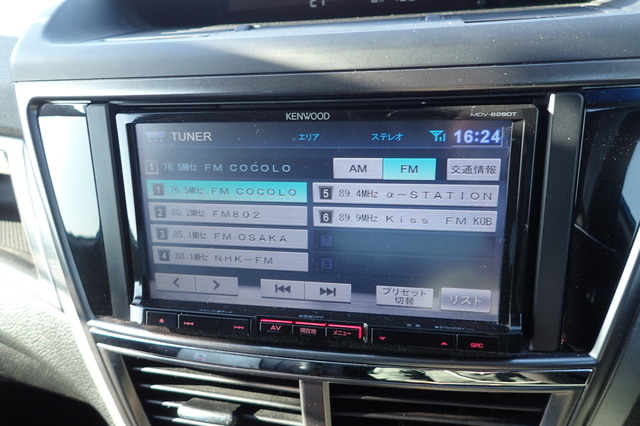 KENWOOD
MDV-626DT
TUNER エリア ステレオ 16:24
1 76.5MHz FM COCOLO AM FM 交通情報
1 76.5MHz FM COCOLO
2 80.2MHz FM802
3 85.1MHz FM OSAKA
4 88.1MHz NHK-FM
5 89.4MHz α-STATION
6 89.9MHz Kiss FM KOB
7
8
プリセット
切替
リスト
AV 現在地 メニュー
SRC